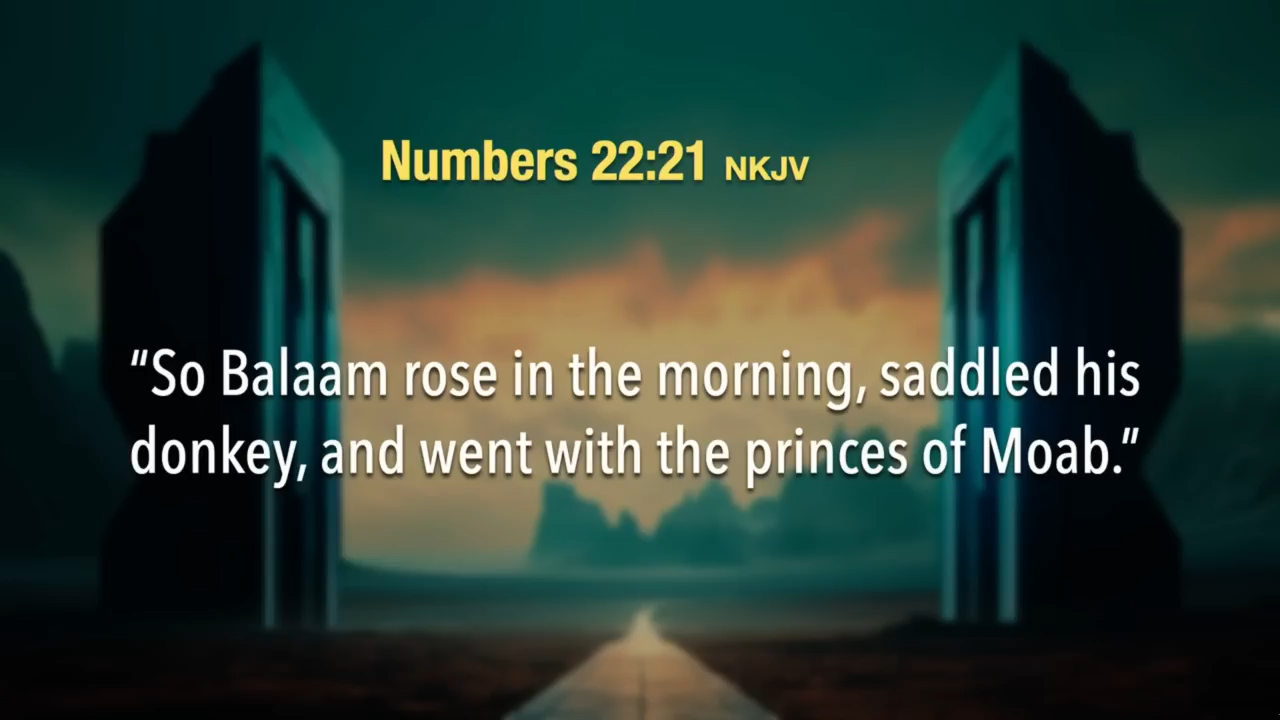 Numbers 22:21 NKJV
“So Balaam rose in the morning, saddled his
donkey, and went with the princes of Moab.”